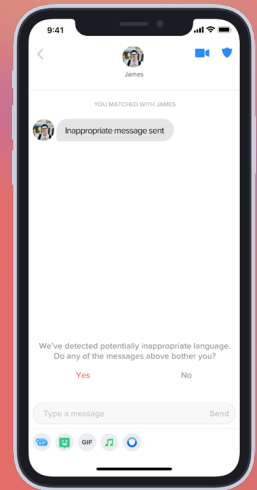 9:41
James
YOU MATCHED WITH JAMES
Inappropriate message sent
We've detected potentially inappropriate language.
Do any of the messages above bother you?
Yes
No
Type a message
Send
GIF